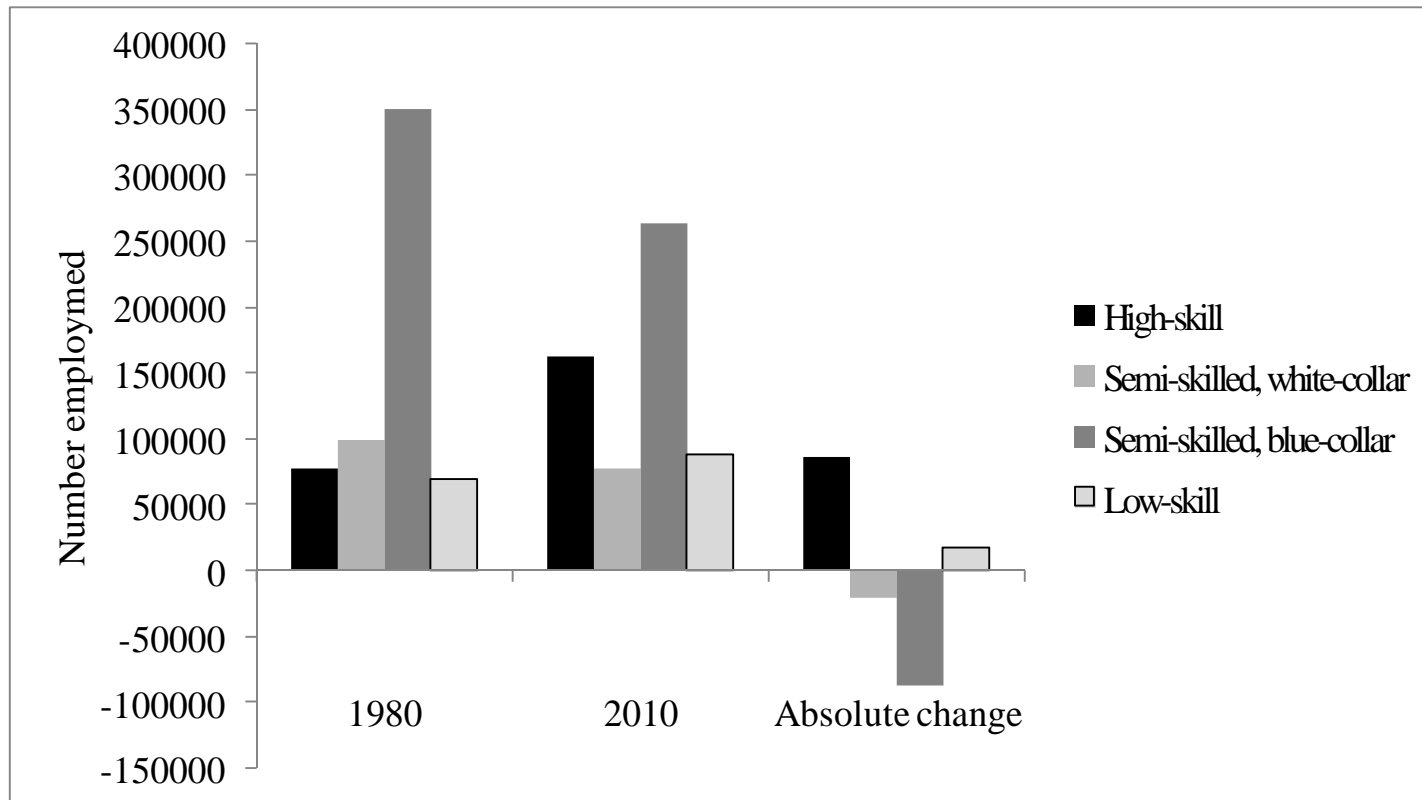 400000
350000
300000
250000
200000
150000
100000
50000
0
-50000
-100000
-150000
Number employmed
1980
2010
Absolute change
High-skill
Semi-skilled, white-collar
Semi-skilled, blue-collar
Low-skill